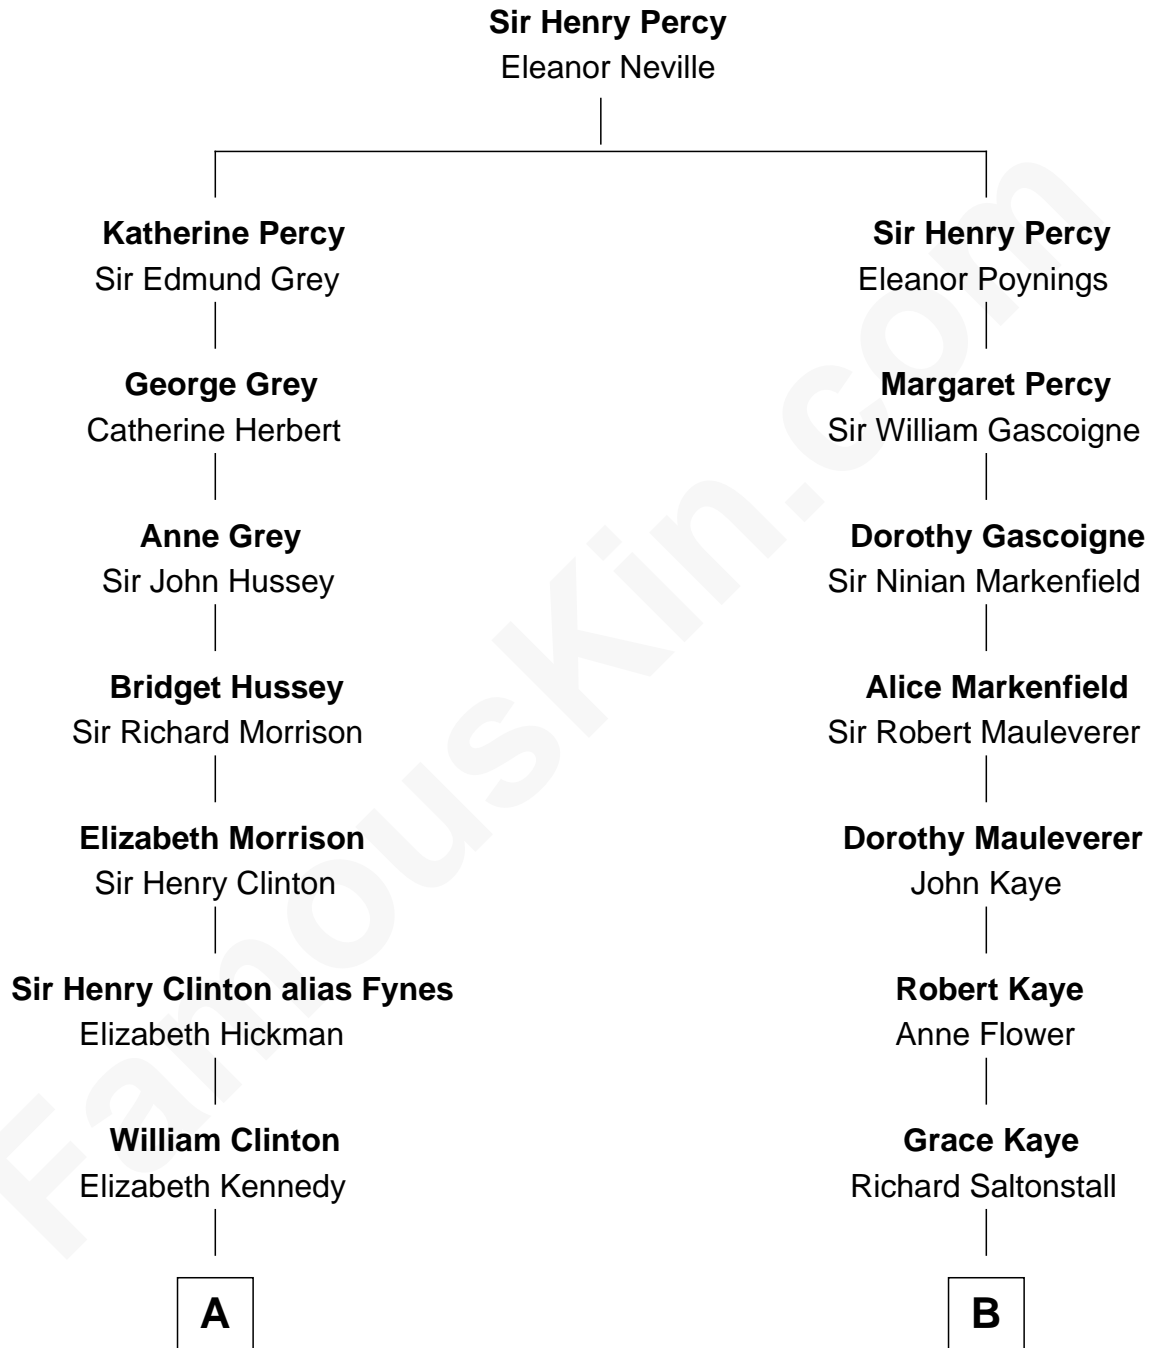 Sir Henry Percy
Eleanor Neville
Katherine Percy
Sir Edmund Grey
Sir Henry Percy
Eleanor Poynings
George Grey
Catherine Herbert
Margaret Percy
Sir William Gascoigne
Anne Grey
Sir John Hussey
Dorothy Gascoigne
Sir Ninian Markenfield
Bridget Hussey
Sir Richard Morrison
Alice Markenfield
Sir Robert Mauleverer
Elizabeth Morrison
Sir Henry Clinton
Dorothy Mauleverer
John Kaye
Sir Henry Clinton alias Fynes
Elizabeth Hickman
Robert Kaye
Anne Flower
William Clinton
Elizabeth Kennedy
Grace Kaye
Richard Saltonstall
A
B
FamousKin.com